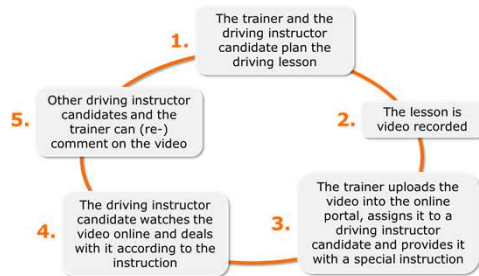 1.
The trainer and the
driving instructor
candidate plan the
driving lesson
2.
The lesson is
video recorded
3.
The trainer uploads the
video into the online
portal, assigns it to a
driving instructor
candidate and provides it
with a special instruction
4.
The driving instructor
candidate watches the
video online and deals
with it according to the
instruction
5.
Other driving instructor
candidates and the
trainer can (re-)
comment on the video